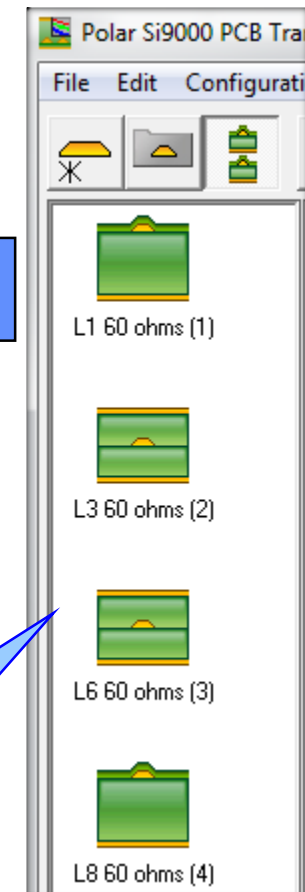 Polar Si9000 PCB Tra
File Edit Configurati
L1 60 ohms (1)
L3 60 ohms (2)
L6 60 ohms (3)
L8 60 ohms (4)